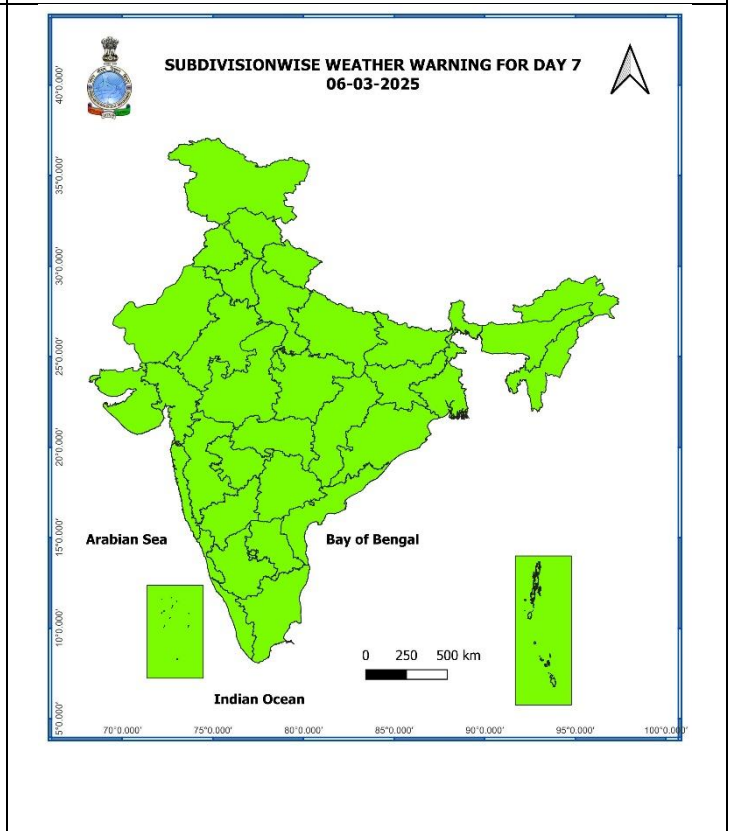 SUBDIVISIONWISE WEATHER WARNING FOR DAY 7
06-03-2025
40°0.000'
35°0.000'
30°0.000'
25°0.000'
20°0.000'
15°0.000'
10°0.000'
5°0.000'
Arabian Sea
Bay of Bengal
0 250 500 km
Indian Ocean
70°0.000' 75°0.000' 80°0.000' 85°0.000' 90°0.000' 95°0.000' 100°0.000'